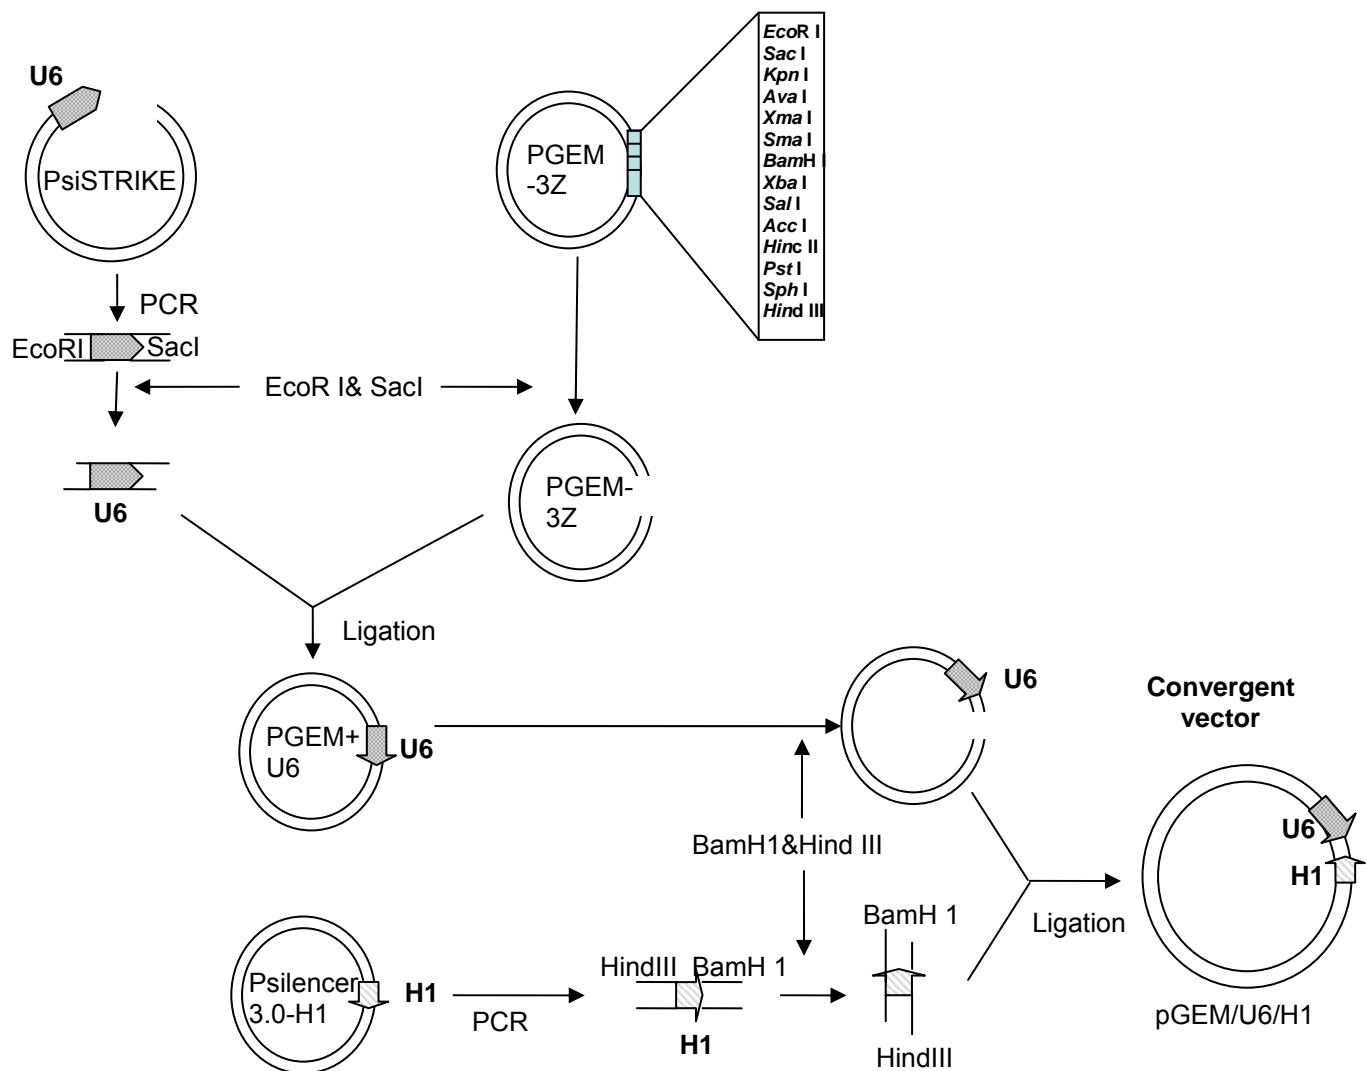 U6
PsiSTRIKE
PGEM
-3Z
EcoR I
Sac I
Kpn I
Ava I
Xma I
Sma I
BamH I
Xba I
Sal I
Acc I
Hinc II
Pst I
Sph I
Hind III
PCR
EcoRI
SacI
EcoR I& SacI
U6
PGEM-
3Z
Ligation
PGEM+
U6
U6
U6
Convergent
vector
BamH1&Hind III
U6
H1
Ligation
pGEM/U6/H1
Psilencer
3.0-H1
H1
PCR
HindIII
BamH 1
H1
BamH 1
HindIII